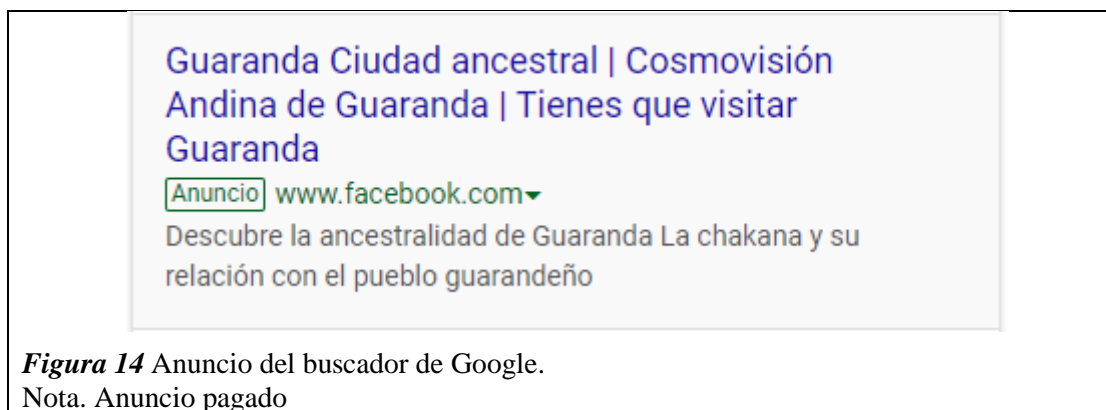 Guaranda Ciudad ancestral | Cosmovisión
Andina de Guaranda | Tienes que visitar
Guaranda
Anuncio www.facebook.com
Descubre la ancestralidad de Guaranda La chakana y su
relación con el pueblo guarandeño
Figura 14 Anuncio del buscador de Google.
Nota. Anuncio pagado